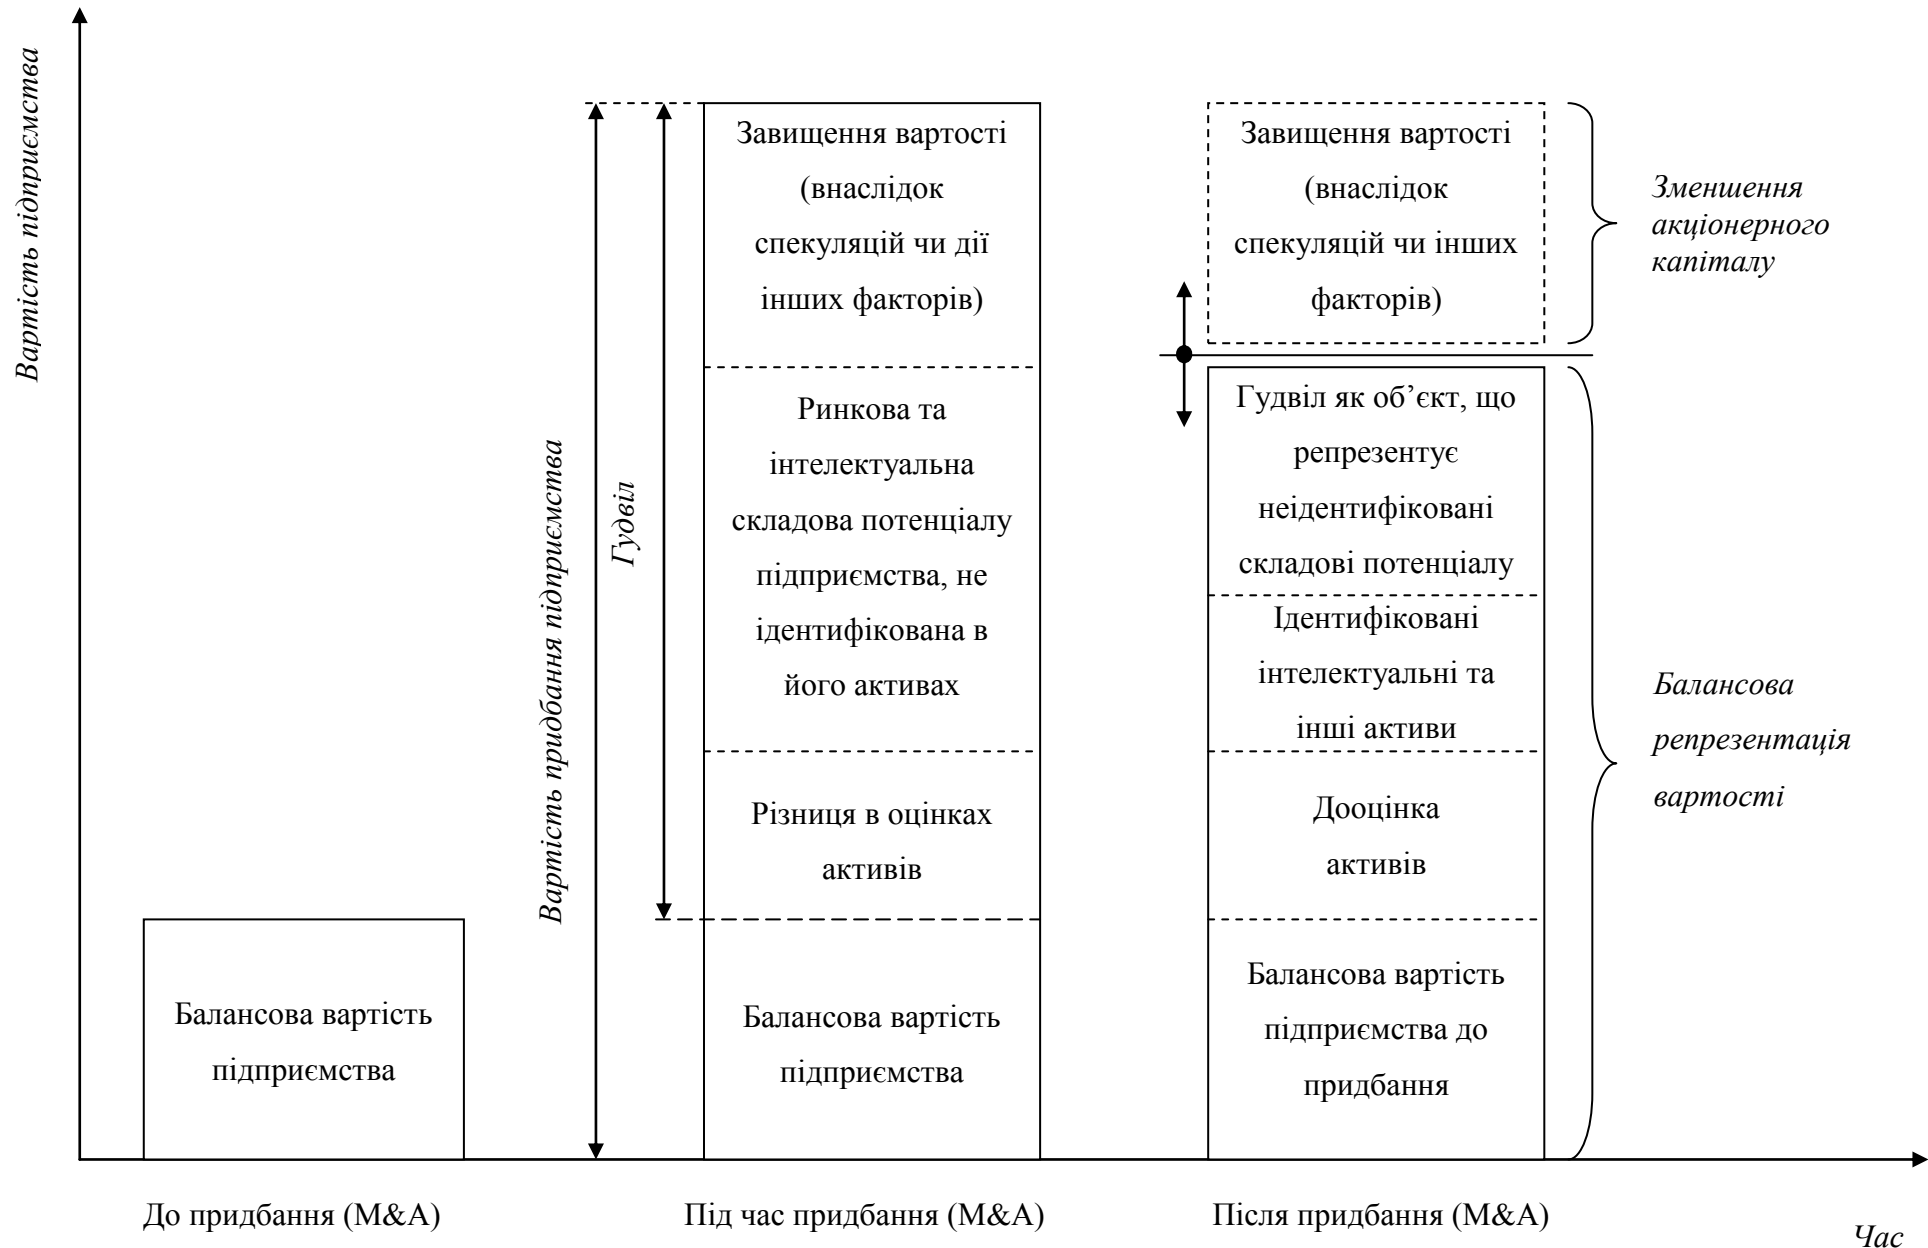 Вартість підприємства
Вартість придбання підприємства
Гудвіл
Балансова вартість
підприємства
Завищення вартості
(внаслідок
спекуляцій чи дії
інших факторів)
Ринкова та
інтелектуальна
складова потенціалу
підприємства, не
ідентифікована в
його активах
Різниця в оцінках
активів
Балансова вартість
підприємства
Завищення вартості
(внаслідок
спекуляцій чи інших
факторів)
Гудвіл як об’єкт, що
репрезентує
неідентифіковані
складові потенціалу
Ідентифіковані
інтелектуальні та
інші активи
Дооцінка
активів
Балансова вартість
підприємства до
придбання
Зменшення
акціонерного
капіталу
Балансова
репрезентація
вартості
До придбання (M&A)
Під час придбання (M&A)
Після придбання (M&A)
Час